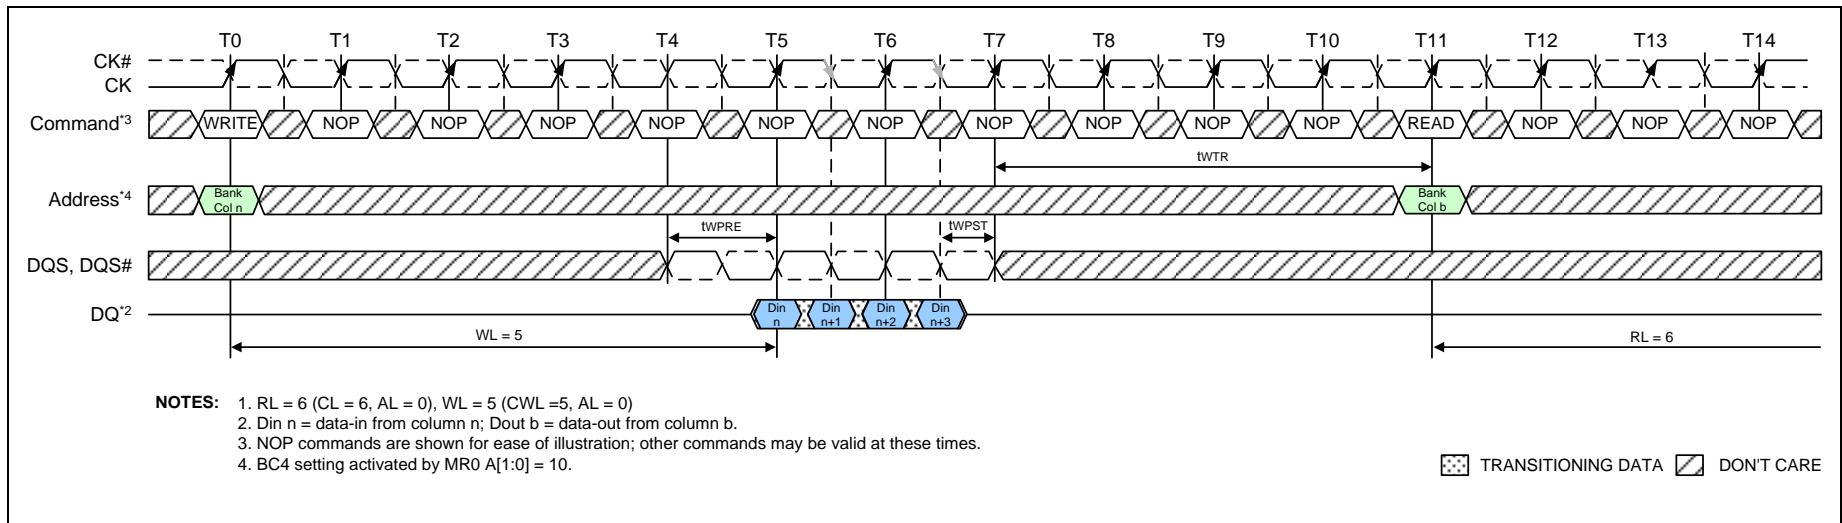 T0 T1 T2 T3 T4 T5 T6 T7 T8 T9 T10 T11 T12 T13 T14
CK#
CK
Command*3 WRITE NOP NOP NOP NOP NOP NOP NOP NOP NOP NOP READ NOP NOP NOP
tWTR
Address*4 Bank Col n Bank Col b
tWPRE tWPST
DQS, DQS#
DQ*2 Din n Din n+1 Din n+2 Din n+3
WL = 5 RL = 6
NOTES: 1. RL = 6 (CL = 6, AL = 0), WL = 5 (CWL =5, AL = 0)
2. Din n = data-in from column n; Dout b = data-out from column b.
3. NOP commands are shown for ease of illustration; other commands may be valid at these times.
4. BC4 setting activated by MR0 A[1:0] = 10.
TRANSITIONING DATA DON'T CARE